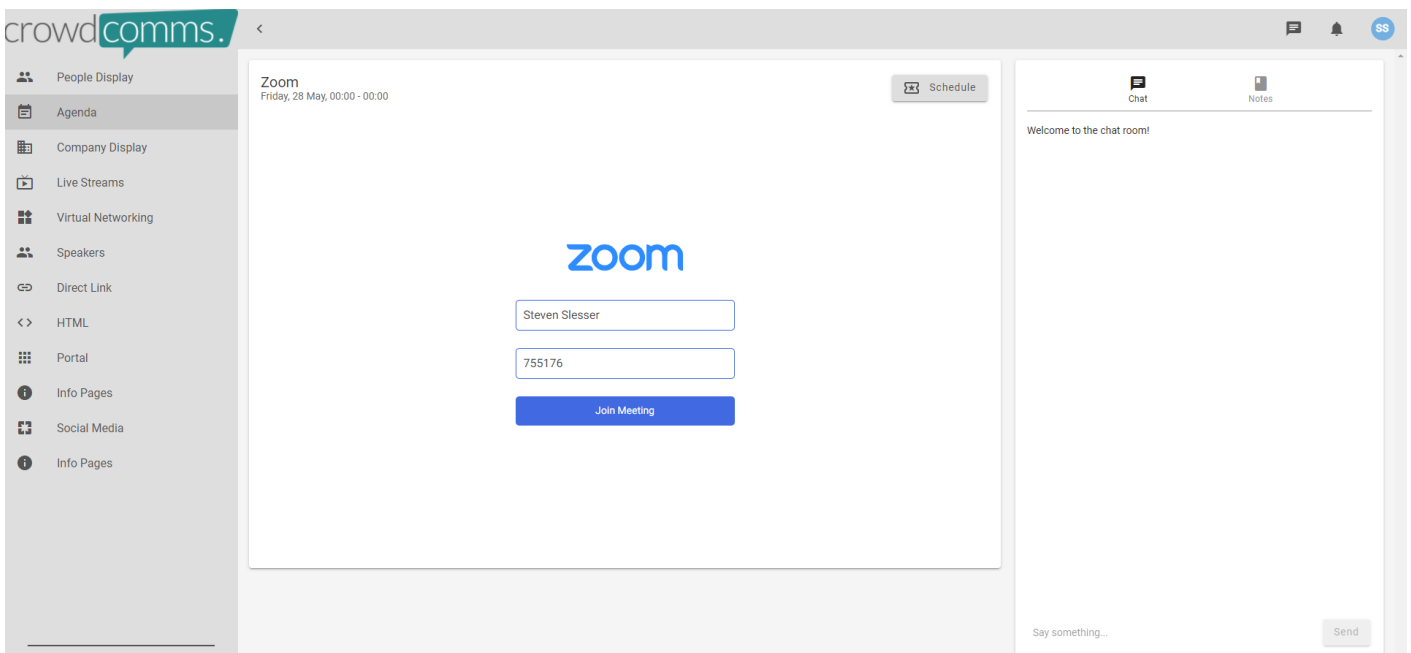 crowdcomms.
SS
People Display
Agenda
Company Display
Live Streams
Virtual Networking
Speakers
Direct Link
HTML
Portal
Info Pages
Social Media
Info Pages
Zoom
Friday, 28 May, 00:00 - 00:00
Schedule
zoom
Steven Slesser
755176
Join Meeting
Chat
Notes
Welcome to the chat room!
Say something...
Send